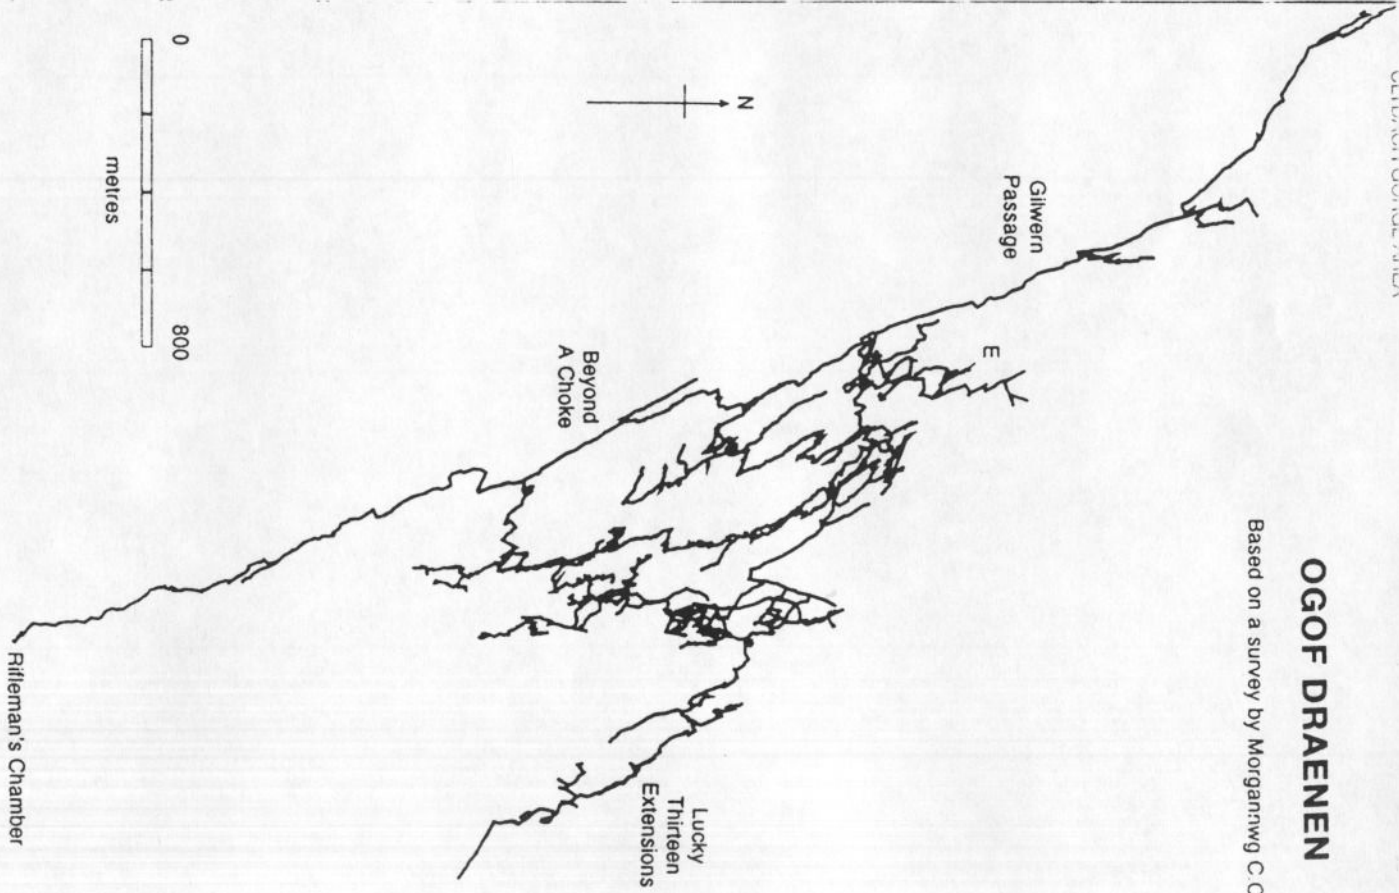 OGOF DRAENEN
Based on a survey by Morgannwg C.C
N
Gilwern
Passage
E
Beyond
A Choke
Lucky
Thirteen
Extensions
Rifleman's Chamber
0
800
metres